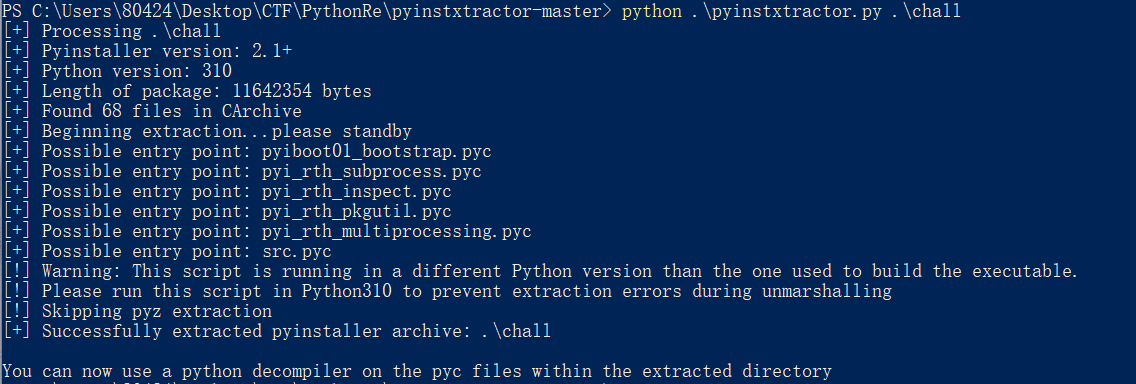 PS C:\Users\80424\Desktop\CTF\PythonRe\pyinstxtractor-master> python .\pyinstxtractor.py .\chall
[+] Processing .\chall
[+] Pyinstaller version: 2.1+
[+] Python version: 310
[+] Length of package: 11642354 bytes
[+] Found 68 files in CArchive
[+] Beginning extraction...please standby
[+] Possible entry point: pyiboot01_bootstrap.pyc
[+] Possible entry point: pyi_rth_subprocess.pyc
[+] Possible entry point: pyi_rth_inspect.pyc
[+] Possible entry point: pyi_rth_pkgutil.pyc
[+] Possible entry point: pyi_rth_multiprocessing.pyc
[+] Possible entry point: src.pyc
[!] Warning: This script is running in a different Python version than the one used to build the executable.
[!] Please run this script in Python310 to prevent extraction errors during unmarshalling
[!] Skipping pyz extraction
[+] Successfully extracted pyinstaller archive: .\chall
You can now use a python decompiler on the pyc files within the extracted directory